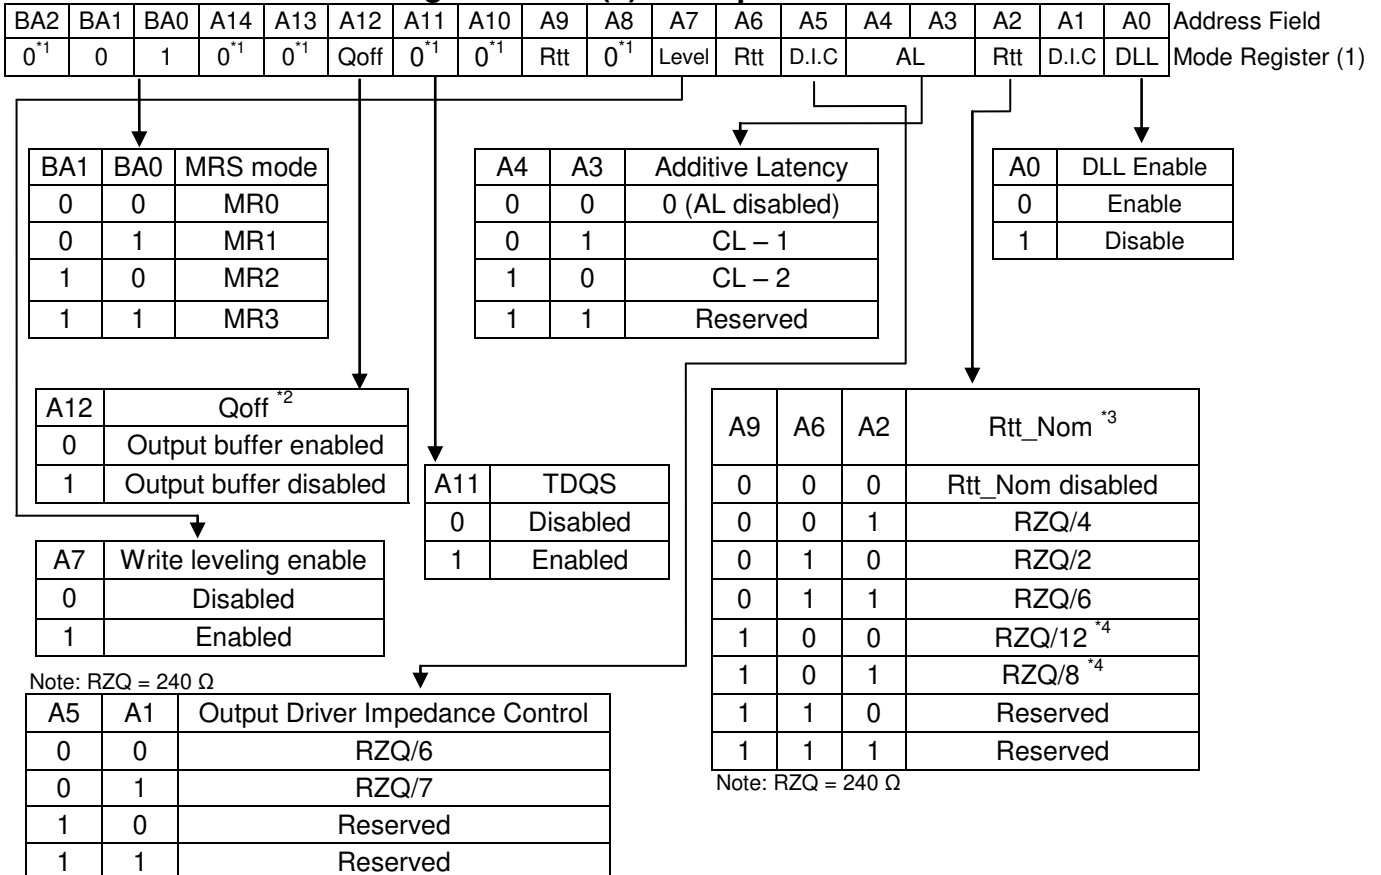 BA2 BA1 BA0 A14 A13 A12 A11 A10 A9 A8 A7 A6 A5 A4 A3 A2 A1 A0 Address Field
0*1 0 1 0*1 0*1 Qoff 0*1 0*1 Rtt 0*1 Level Rtt D.I.C AL Rtt D.I.C DLL Mode Register (1)
BA1 BA0 MRS mode
0 0 MR0
0 1 MR1
1 0 MR2
1 1 MR3
A4 A3 Additive Latency
0 0 0 (AL disabled)
0 1 CL – 1
1 0 CL – 2
1 1 Reserved
A0 DLL Enable
0 Enable
1 Disable
A12 Qoff *2
0 Output buffer enabled
1 Output buffer disabled
A11 TDQS
0 Disabled
1 Enabled
A9 A6 A2 Rtt_Nom *3
0 0 0 Rtt_Nom disabled
0 0 1 RZQ/4
0 1 0 RZQ/2
0 1 1 RZQ/6
1 0 0 RZQ/12 *4
1 0 1 RZQ/8 *4
1 1 0 Reserved
1 1 1 Reserved
Note: RZQ = 240 Ω
A7 Write leveling enable
0 Disabled
1 Enabled
Note: RZQ = 240 Ω
A5 A1 Output Driver Impedance Control
0 0 RZQ/6
0 1 RZQ/7
1 0 Reserved
1 1 Reserved